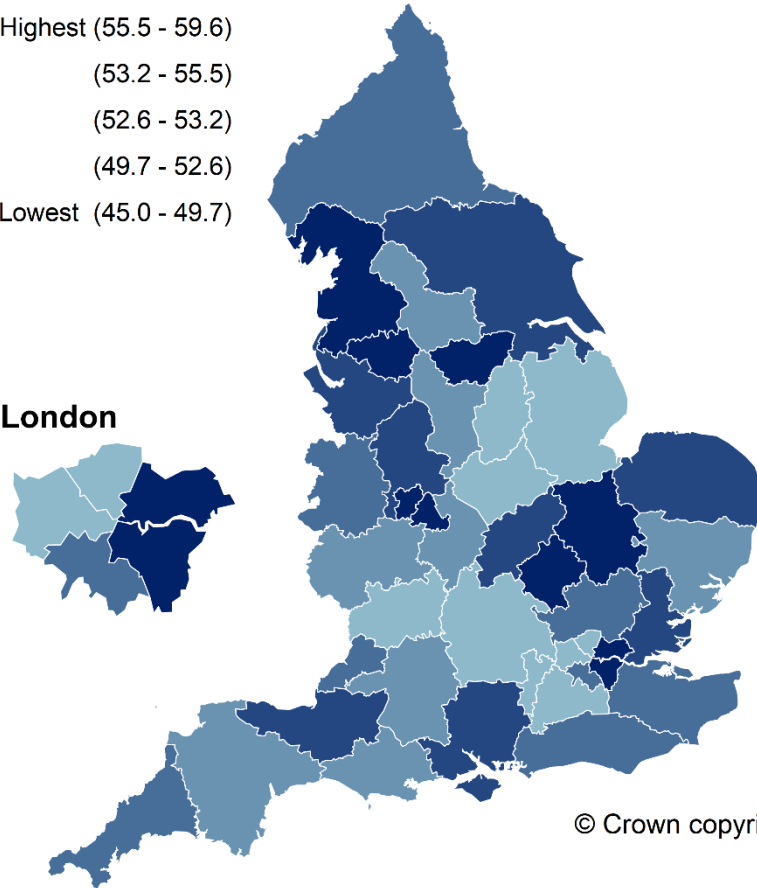 Highest (55.5 - 59.6)
(53.2 - 55.5)
(52.6 - 53.2)
(49.7 - 52.6)
Lowest (45.0 - 49.7)
London
© Crown copyri